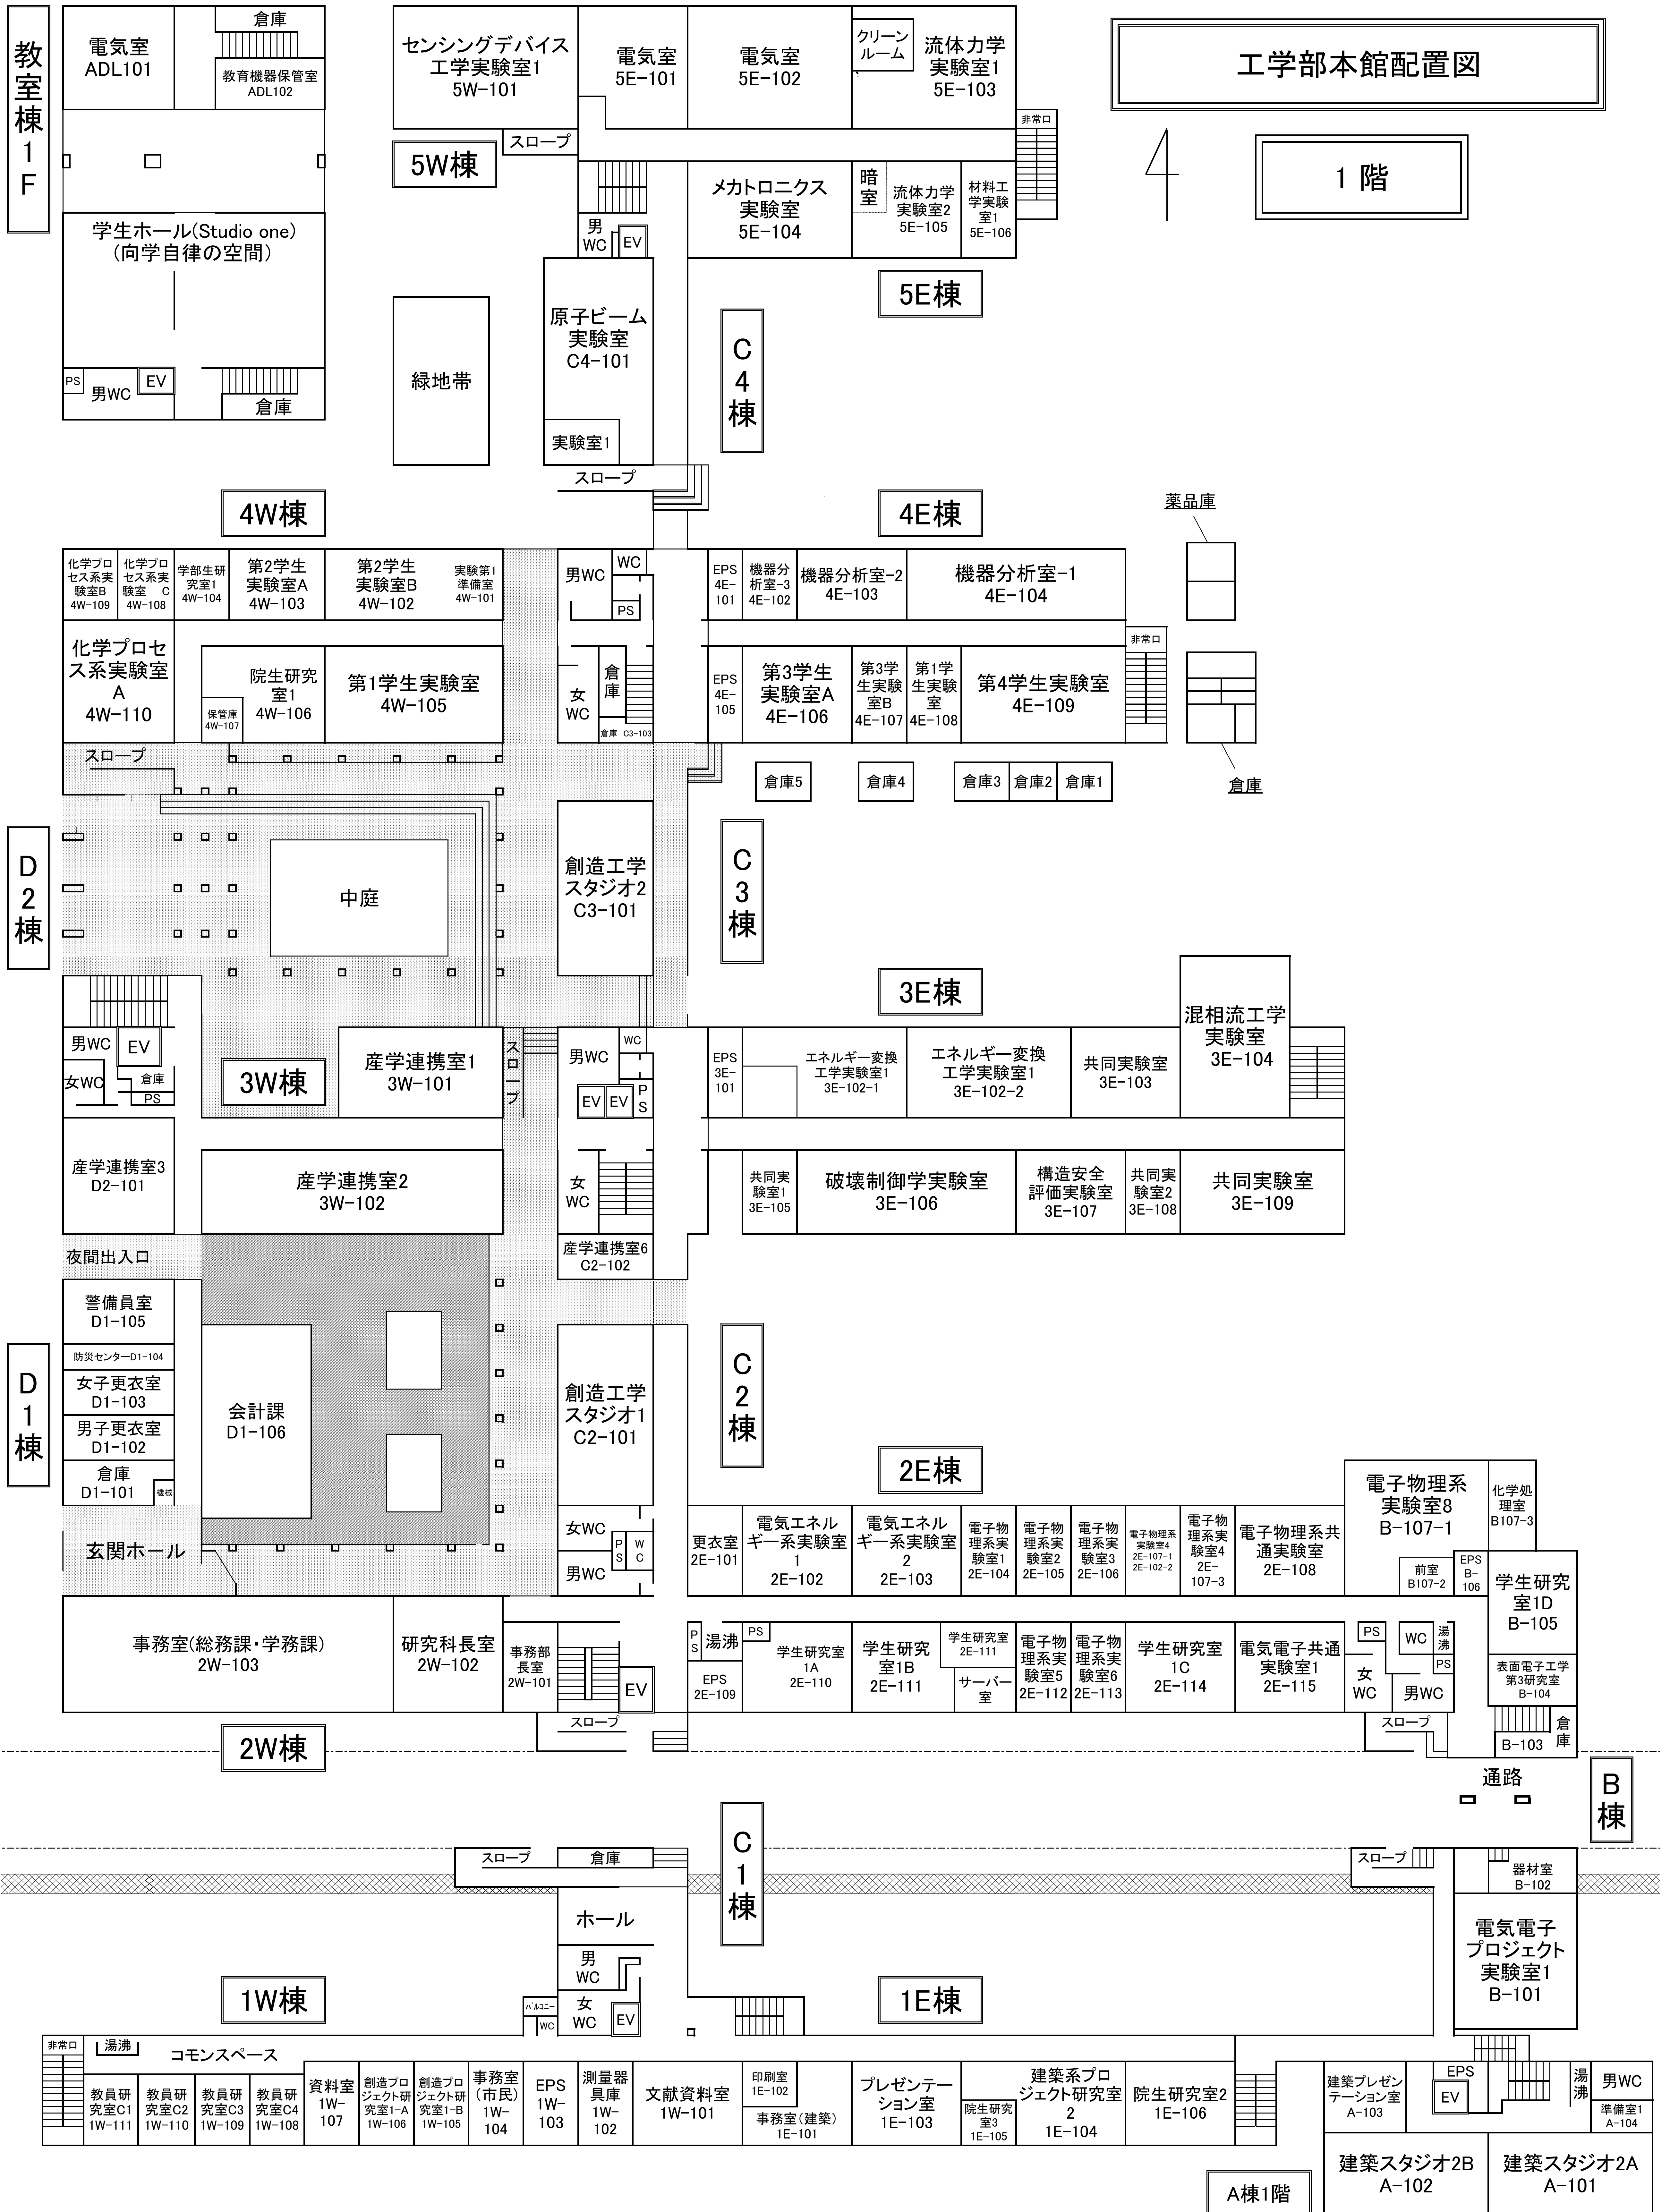 工学部本館配置図
1 階
教室棟1F
電気室
ADL101
倉庫
教育機器保管室
ADL102
学生ホール(Studio one)
(向学自律の空間)
PS
男WC
EV
倉庫
センシングデバイス
工学実験室1
5W-101
電気室
5E-101
電気室
5E-102
クリーン
ルーム
流体力学
実験室1
5E-103
非常口
スロープ
5W棟
メカトロニクス
実験室
5E-104
暗
室
流体力学
実験室2
5E-105
材料工
学実験
室1
5E-106
男
WC
EV
5E棟
緑地帯
原子ビーム
実験室
C4-101
実験室1
C4棟
スロープ
4W棟
4E棟
薬品庫
化学プロ
セス系実
験室B
4W-109
化学プロ
セス系実
験室 C
4W-108
学部生研
究室1
4W-104
第2学生
実験室A
4W-103
第2学生
実験室B
4W-102
実験第1
準備室
4W-101
男WC
WC
PS
EPS
4E-
101
機器分
析室-3
4E-102
機器分析室-2
4E-103
機器分析室-1
4E-104
非常口
化学プロセ
ス系実験室
A
4W-110
保管庫
4W-107
院生研究
室1
4W-106
第1学生実験室
4W-105
女
WC
倉
庫
倉庫 C3-103
EPS
4E-
105
第3学生
実験室A
4E-106
第3学
生実験
室B
4E-107
第1学
生実験
室
4E-108
第4学生実験室
4E-109
倉庫
スロープ
倉庫5
倉庫4
倉庫3
倉庫2
倉庫1
D2棟
中庭
創造工学
スタジオ2
C3-101
C3棟
3E棟
男WC
EV
女WC
倉庫
PS
3W棟
産学連携室1
3W-101
スロープ
男WC
WC
EV
EV
PS
EPS
3E-
101
エネルギー変換
工学実験室1
3E-102-1
エネルギー変換
工学実験室1
3E-102-2
共同実験室
3E-103
混相流工学
実験室
3E-104
産学連携室3
D2-101
産学連携室2
3W-102
女
WC
共同実
験室1
3E-105
破壊制御学実験室
3E-106
構造安全
評価実験室
3E-107
共同実
験室2
3E-108
共同実験室
3E-109
夜間出入口
産学連携室6
C2-102
D1棟
警備員室
D1-105
防災センターD1-104
女子更衣室
D1-103
男子更衣室
D1-102
倉庫
D1-101
機械
会計課
D1-106
創造工学
スタジオ1
C2-101
C2棟
2E棟
玄関ホール
女WC
男WC
PS
WC
更衣室
2E-101
電気エネル
ギー系実験室
1
2E-102
電気エネル
ギー系実験室
2
2E-103
電子物
理系実
験室1
2E-104
電子物
理系実
験室2
2E-105
電子物
理系実
験室3
2E-106
電子物理系
実験室4
2E-107-1
2E-102-2
電子物
理系実
験室4
2E-
107-3
電子物理系共
通実験室
2E-108
電子物理系
実験室8
B-107-1
化学処
理室
B107-3
前室
B107-2
EPS
B-
106
学生研究
室1D
B-105
事務室(総務課・学務課)
2W-103
研究科長室
2W-102
事務部
長室
2W-101
EV
PS
湯沸
EPS
2E-109
PS
学生研究室
1A
2E-110
学生研究
室1B
2E-111
学生研究室
2E-111
サーバー
室
電子物
理系実
験室5
2E-112
電子物
理系実
験室6
2E-113
学生研究室
1C
2E-114
電気電子共通
実験室1
2E-115
PS
女
WC
WC
湯沸
PS
男WC
表面電子工学
第3研究室
B-104
スロープ
スロープ
B-103
倉庫
2W棟
通路
B棟
C1棟
スロープ
倉庫
スロープ
器材室
B-102
ホール
男
WC
女
WC
EV
バルコニー
WC
電気電子
プロジェクト
実験室1
B-101
1W棟
1E棟
非常口
湯沸
コモンスペース
教員研
究室C1
1W-111
教員研
究室C2
1W-110
教員研
究室C3
1W-109
教員研
究室C4
1W-108
資料室
1W-
107
創造プロ
ジェクト研
究室1-A
1W-106
創造プロ
ジェクト研
究室1-B
1W-105
事務室
(市民)
1W-
104
EPS
1W-
103
測量器
具庫
1W-
102
文献資料室
1W-101
印刷室
1E-102
事務室(建築)
1E-101
プレゼンテー
ション室
1E-103
院生研究
室3
1E-105
建築系プロ
ジェクト研究室
2
1E-104
院生研究室2
1E-106
建築プレゼン
テーション室
A-103
EPS
EV
湯沸
男WC
準備室1
A-104
建築スタジオ2B
A-102
建築スタジオ2A
A-101
A棟1階